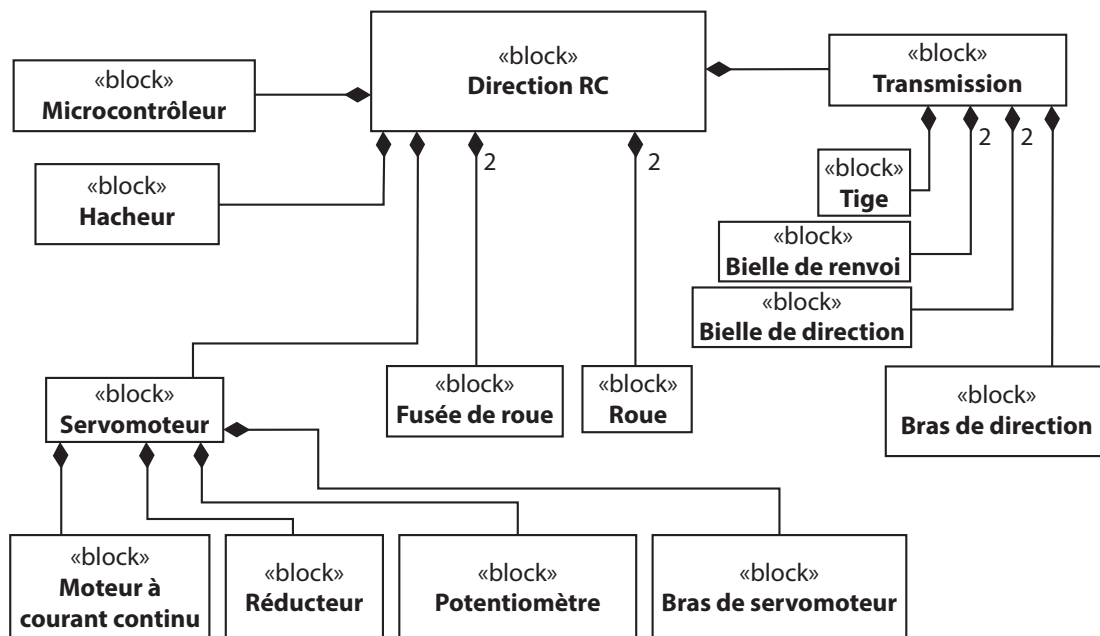 «block»
Direction RC
«block»
Transmission
«block»
Microcontrôleur
2
2
2
2
«block»
Hacheur
«block»
Tige
«block»
Bielle de renvoi
«block»
Bielle de direction
«block»
Servomoteur
«block»
Fusée de roue
«block»
Roue
«block»
Bras de direction
«block»
Moteur à
courant continu
«block»
Réducteur
«block»
Potentiomètre
«block»
Bras de servomoteur